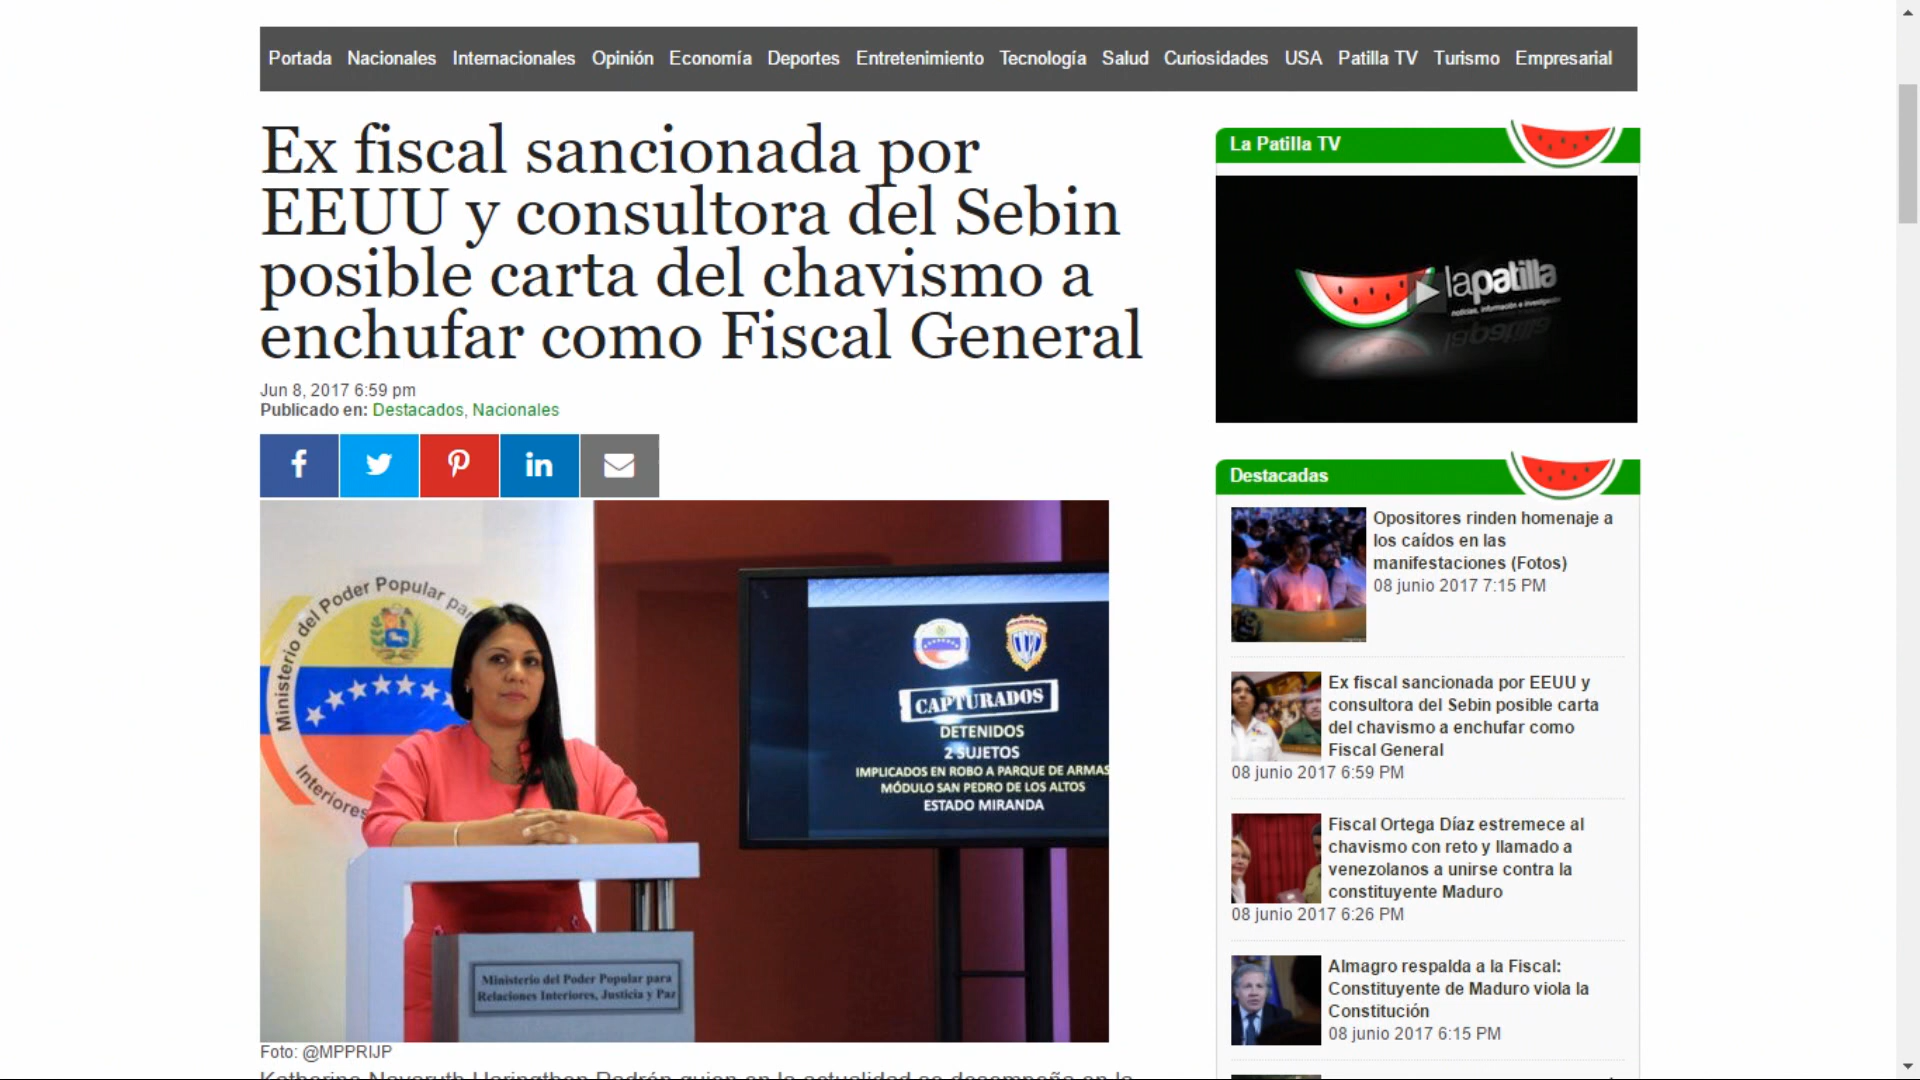 Portada Nacionales Internacionales Opinión Economía Deportes Entretenimiento Tecnología Salud Curiosidades USA Patilla TV Turismo Empresarial
Ex fiscal sancionada por
EEUU y consultora del Sebin
posible carta del chavismo a
enchufar como Fiscal General
Jun 8, 2017 6:59 pm
Publicado en: Destacados, Nacionales
Ministerio del Poder Popular para
Interiores
CAPTURADOS
DETENIDOS
2 SUJETOS
IMPLICADOS EN ROBO A PARQUE DE ARMAS
MÓDULO SAN PEDRO DE LOS ALTOS
ESTADO MIRANDA
Ministerio del Poder Popular para
Relaciones Interiores, Justicia y Paz
Foto: @MPPRIJP
La Patilla TV
lapatilla
noticias, información e investigación
Destacadas
Opositores rinden homenaje a
los caídos en las
manifestaciones (Fotos)
08 junio 2017 7:15 PM
Ex fiscal sancionada por EEUU y
consultora del Sebin posible carta
del chavismo a enchufar como
Fiscal General
08 junio 2017 6:59 PM
Fiscal Ortega Díaz estremece al
chavismo con reto y llamado a
venezolanos a unirse contra la
constituyente Maduro
08 junio 2017 6:26 PM
Almagro respalda a la Fiscal:
Constituyente de Maduro viola la
Constitución
08 junio 2017 6:15 PM